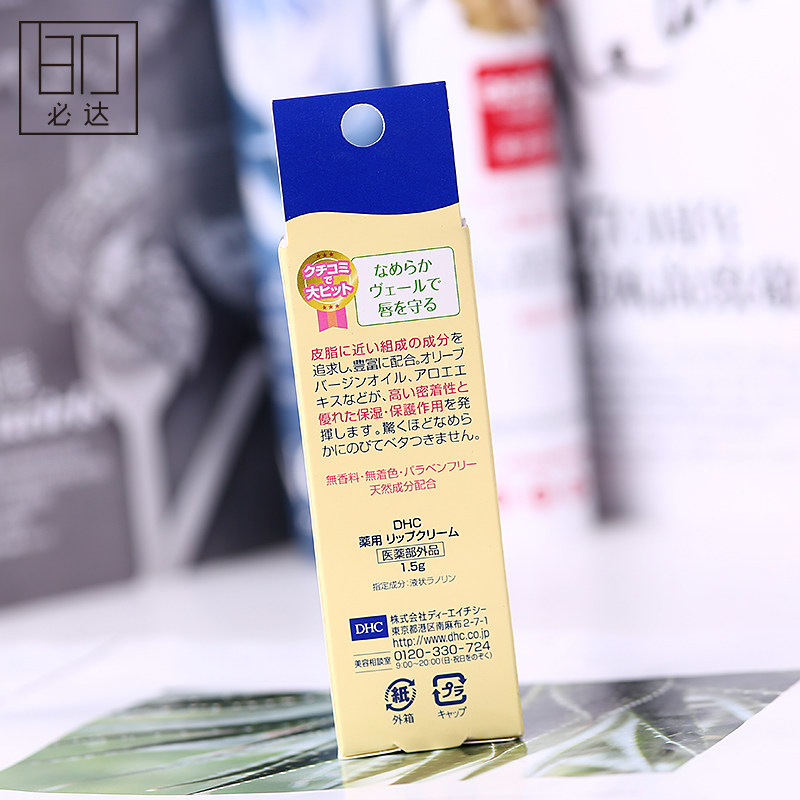 必达
クチコミ
で
大ヒット
なめらか
ヴェールで
唇を守る
皮脂に近い組成の成分を
追求し、豊富に配合。オリーブ
バージンオイル、アロエエ
キスなどが、高い密着性と
優れた保湿・保護作用を発
揮します。驚くほどなめら
かにのびてベタつきません。
無香料・無着色・パラベンフリー
天然成分配合
DHC
薬用 リップクリーム
医薬部外品
1.5g
指定成分:液状ラノリン
DHC
株式会社ディーエイチシー
東京都港区南麻布2-7-1
http://www.dhc.co.jp
美容相談室 0120-330-724
9:00~20:00(日・祝日をのぞく)
紙
外箱
プラ
キャップ